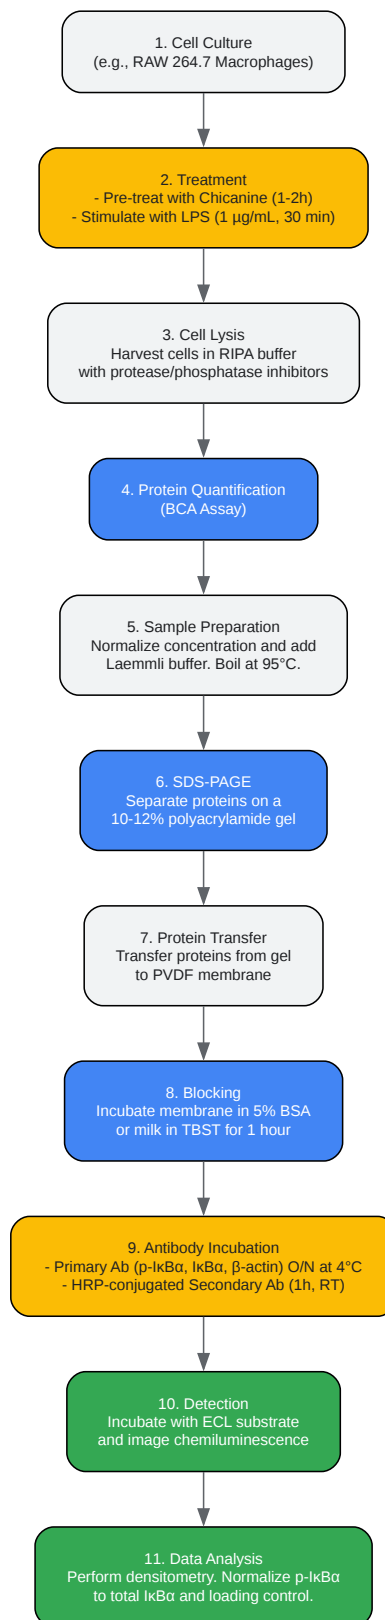 1. Cell Culture
(e.g., RAW 264.7 Macrophages)
2. Treatment
- Pre-treat with Chicanine (1-2h)
- Stimulate with LPS (1 µg/mL, 30 min)
3. Cell Lysis
Harvest cells in RIPA buffer
with protease/phosphatase inhibitors
4. Protein Quantification
(BCA Assay)
5. Sample Preparation
Normalize concentration and add
Laemmli buffer. Boil at 95°C.
6. SDS-PAGE
Separate proteins on a
10-12% polyacrylamide gel
7. Protein Transfer
Transfer proteins from gel
to PVDF membrane
8. Blocking
Incubate membrane in 5% BSA
or milk in TBST for 1 hour
9. Antibody Incubation
- Primary Ab (p-IκBα, IκBα, β-actin) O/N at 4°C
- HRP-conjugated Secondary Ab (1h, RT)
10. Detection
Incubate with ECL substrate
and image chemiluminescence
11. Data Analysis
Perform densitometry. Normalize p-IκBα
to total IκBα and loading control.